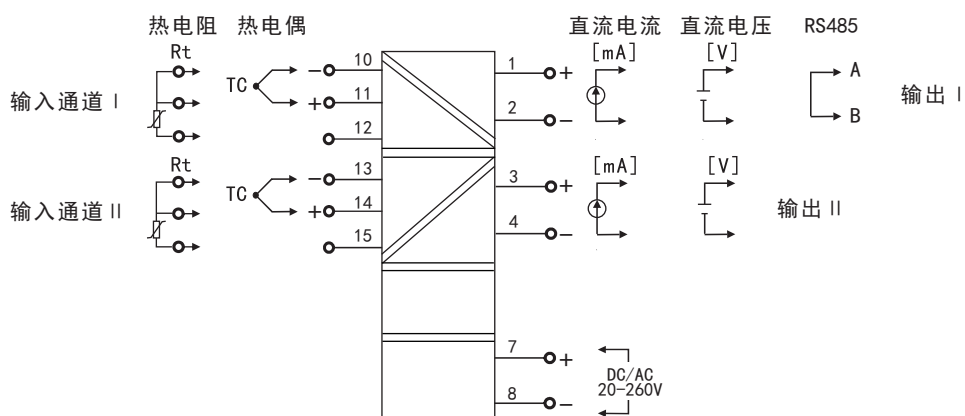 热电阻 热电偶 直流电流 直流电压 RS485
Rt [mA] [V]
TC - 10 1 + A
输入通道 I + 11 2 - B 输出 I
12
Rt [mA] [V]
TC - 13 3 +
输入通道 II + 14 4 - 输出 II
15
7 +
DC/AC
20-260V
8 -